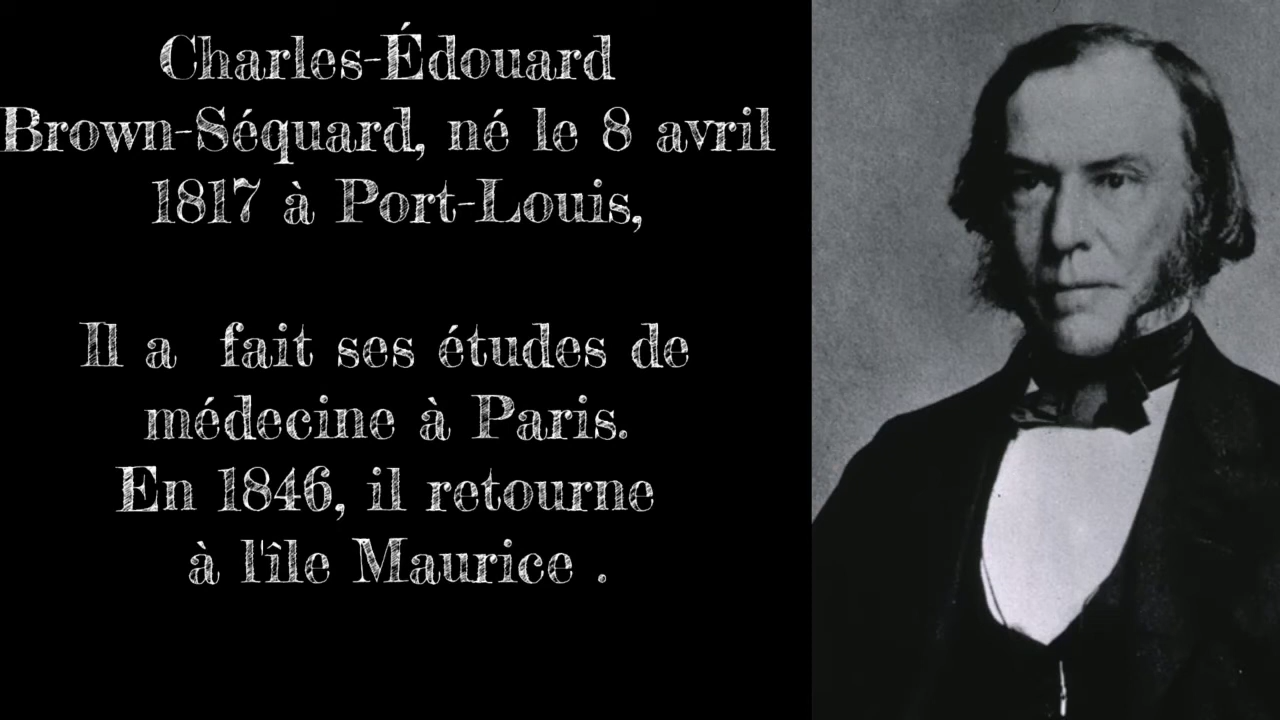 Charles-Édouard
Brown-Séquard, né le 8 avril
1817 à Port-Louis,
Il a fait ses études de
médecine à Paris.
En 1846, il retourne
à l'île Maurice .